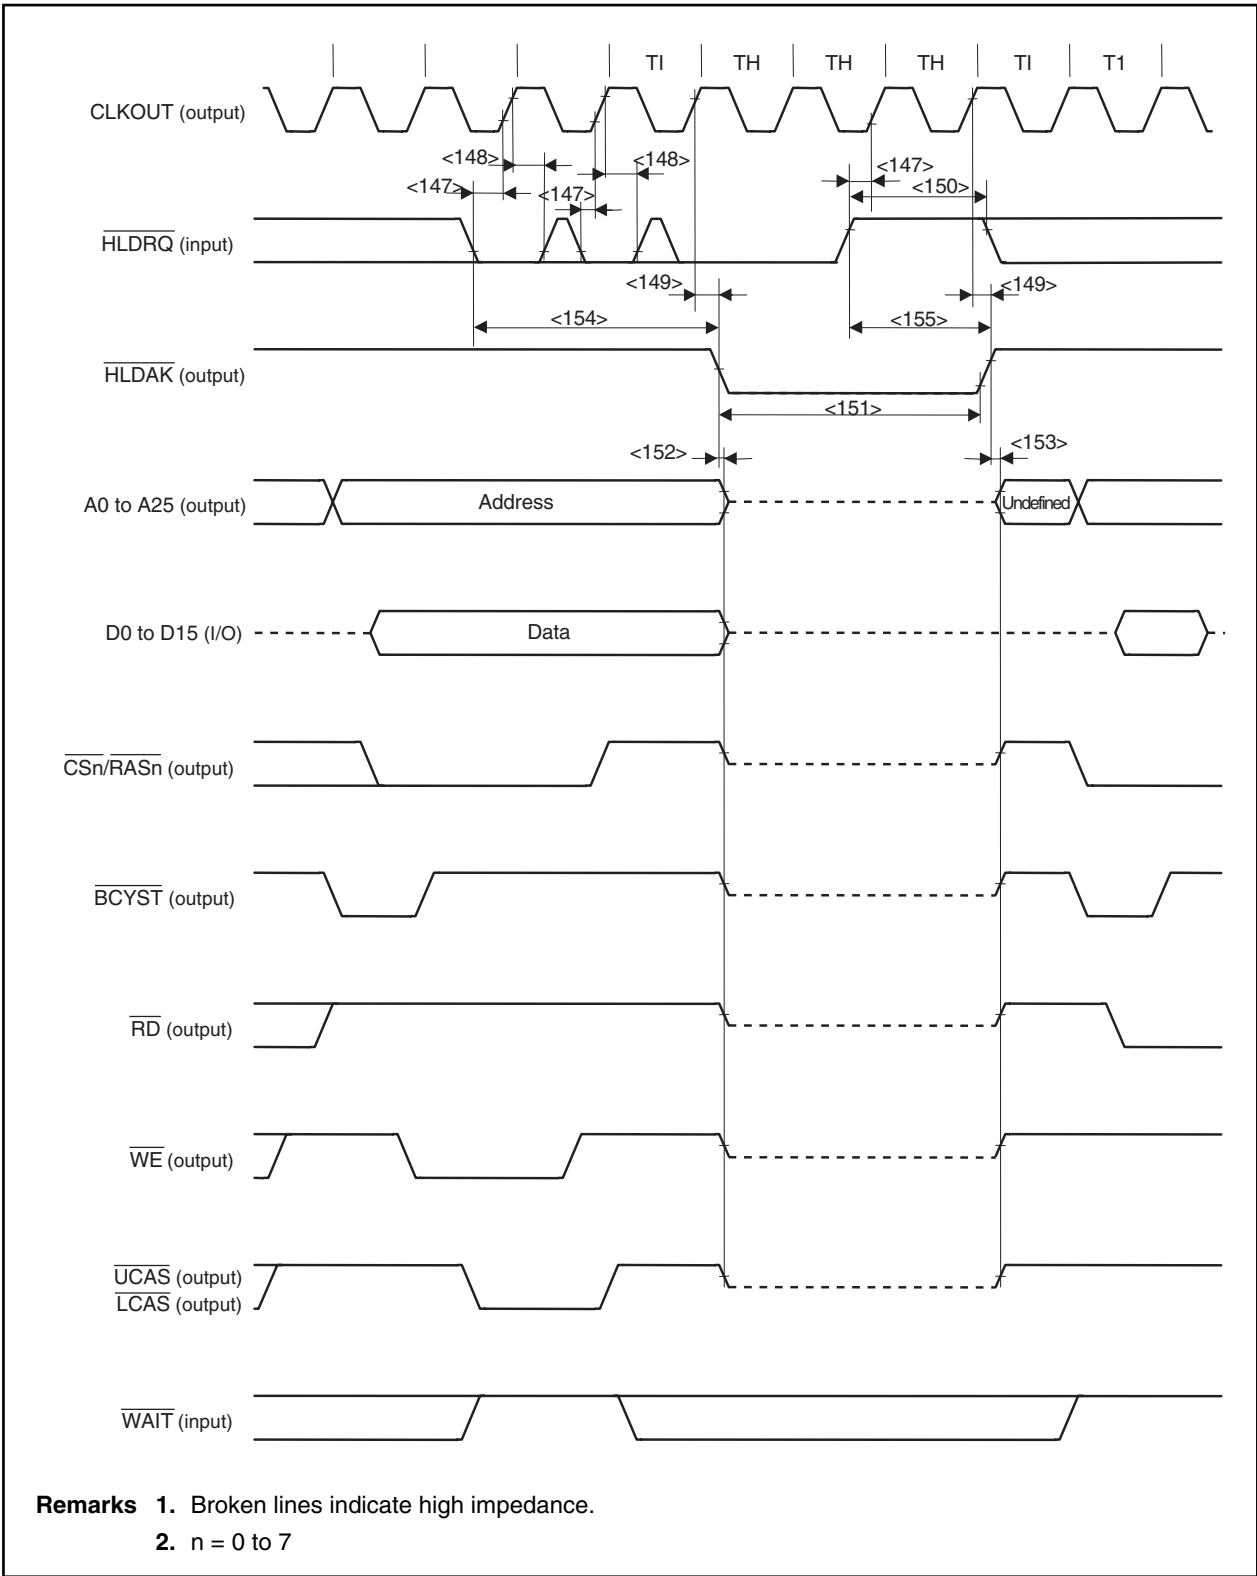 TI TH TH TH TI T1
CLKOUT (output)
<148> <148>
<147> <147> <147> <150>
HLDRQ (input)
<149> <149>
<154> <155>
HLDAK (output)
<151>
<152> <153>
A0 to A25 (output) Address Undefined
D0 to D15 (I/O) Data
CSn/RASn (output)
BCYST (output)
RD (output)
WE (output)
UCAS (output)
LCAS (output)
WAIT (input)
Remarks 1. Broken lines indicate high impedance.
2. n = 0 to 7